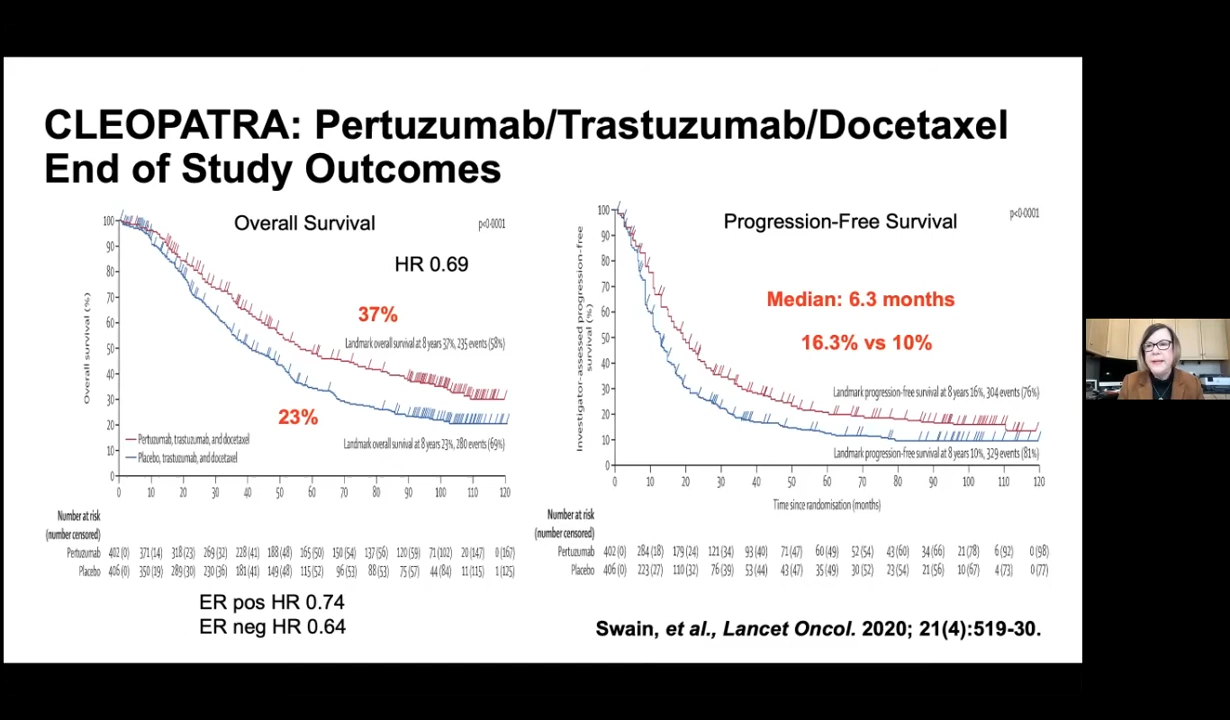 CLEOPATRA: Pertuzumab/Trastuzumab/Docetaxel
End of Study Outcomes
Overall Survival
p<0·0001
HR 0.69
37%
Landmark overall survival at 8 years 37%, 235 events (58%)
23%
Landmark overall survival at 8 years 23%, 280 events (69%)
Pertuzumab, trastuzumab, and docetaxel
Placebo, trastuzumab, and docetaxel
Overall survival (%)
100
90
80
70
60
50
40
30
20
10
0
0 10 20 30 40 50 60 70 80 90 100 110 120
Number at risk
(number censored)
Pertuzumab 402 (0) 371 (14) 318 (23) 269 (32) 228 (41) 188 (48) 165 (50) 150 (54) 137 (56) 120 (59) 71 (102) 20 (147) 0 (167)
Placebo 406 (0) 350 (19) 289 (30) 230 (36) 181 (41) 149 (48) 115 (52) 96 (53) 88 (53) 75 (57) 44 (84) 11 (115) 1 (125)
ER pos HR 0.74
ER neg HR 0.64
Progression-Free Survival
p<0·0001
Median: 6.3 months
16.3% vs 10%
Landmark progression-free survival at 8 years 16%, 304 events (76%)
Landmark progression-free survival at 8 years 10%, 329 events (81%)
Investigator-assessed progression-free
survival (%)
100
90
80
70
60
50
40
30
20
10
0
0 10 20 30 40 50 60 70 80 90 100 110 120
Time since randomisation (months)
Number at risk
(number censored)
Pertuzumab 402 (0) 284 (18) 179 (24) 121 (34) 93 (40) 71 (47) 60 (49) 52 (54) 43 (60) 34 (66) 21 (78) 6 (92) 0 (98)
Placebo 406 (0) 223 (27) 110 (32) 76 (39) 53 (44) 43 (47) 35 (49) 30 (52) 23 (54) 21 (56) 10 (67) 4 (73) 0 (77)
Swain, et al., Lancet Oncol. 2020; 21(4):519-30.